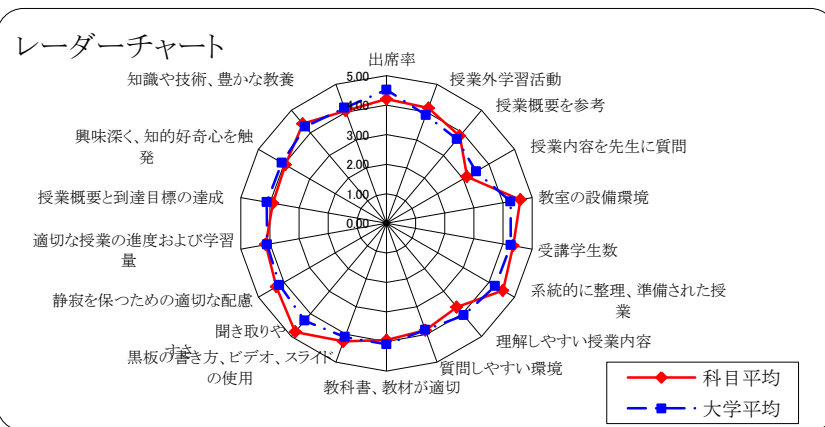 レーダーチャート
出席率
授業外学習活動
授業概要を参考
授業内容を先生に質問
教室の設備環境
受講学生数
系統的に整理、準備された授
業
理解しやすい授業内容
質問しやすい環境
教科書、教材が適切
黒板の書き方、ビデオ、スライド
の使用
聞き取りや
すさ
静寂を保つための適切な配慮
適切な授業の進度および学習
量
授業概要と到達目標の達成
興味深く、知的好奇心を触
発
知識や技術、豊かな教養
5.00
4.00
3.00
2.00
1.00
0.00
科目平均
大学平均